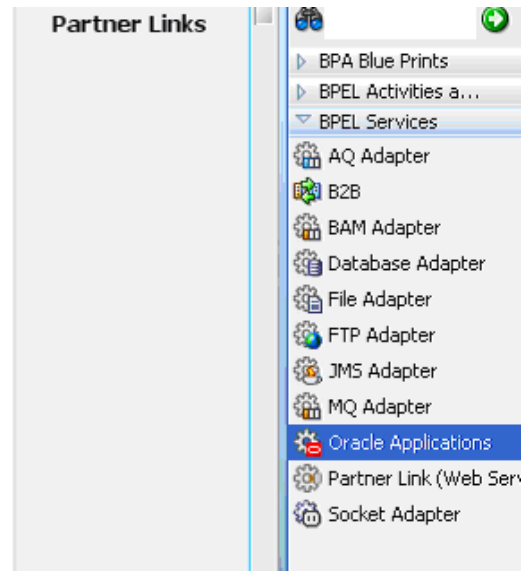 Partner Links
BPA Blue Prints
BPEL Activities a...
BPEL Services
AQ Adapter
B2B
BAM Adapter
Database Adapter
File Adapter
FTP Adapter
JMS Adapter
MQ Adapter
Oracle Applications
Partner Link (Web Serv
Socket Adapter